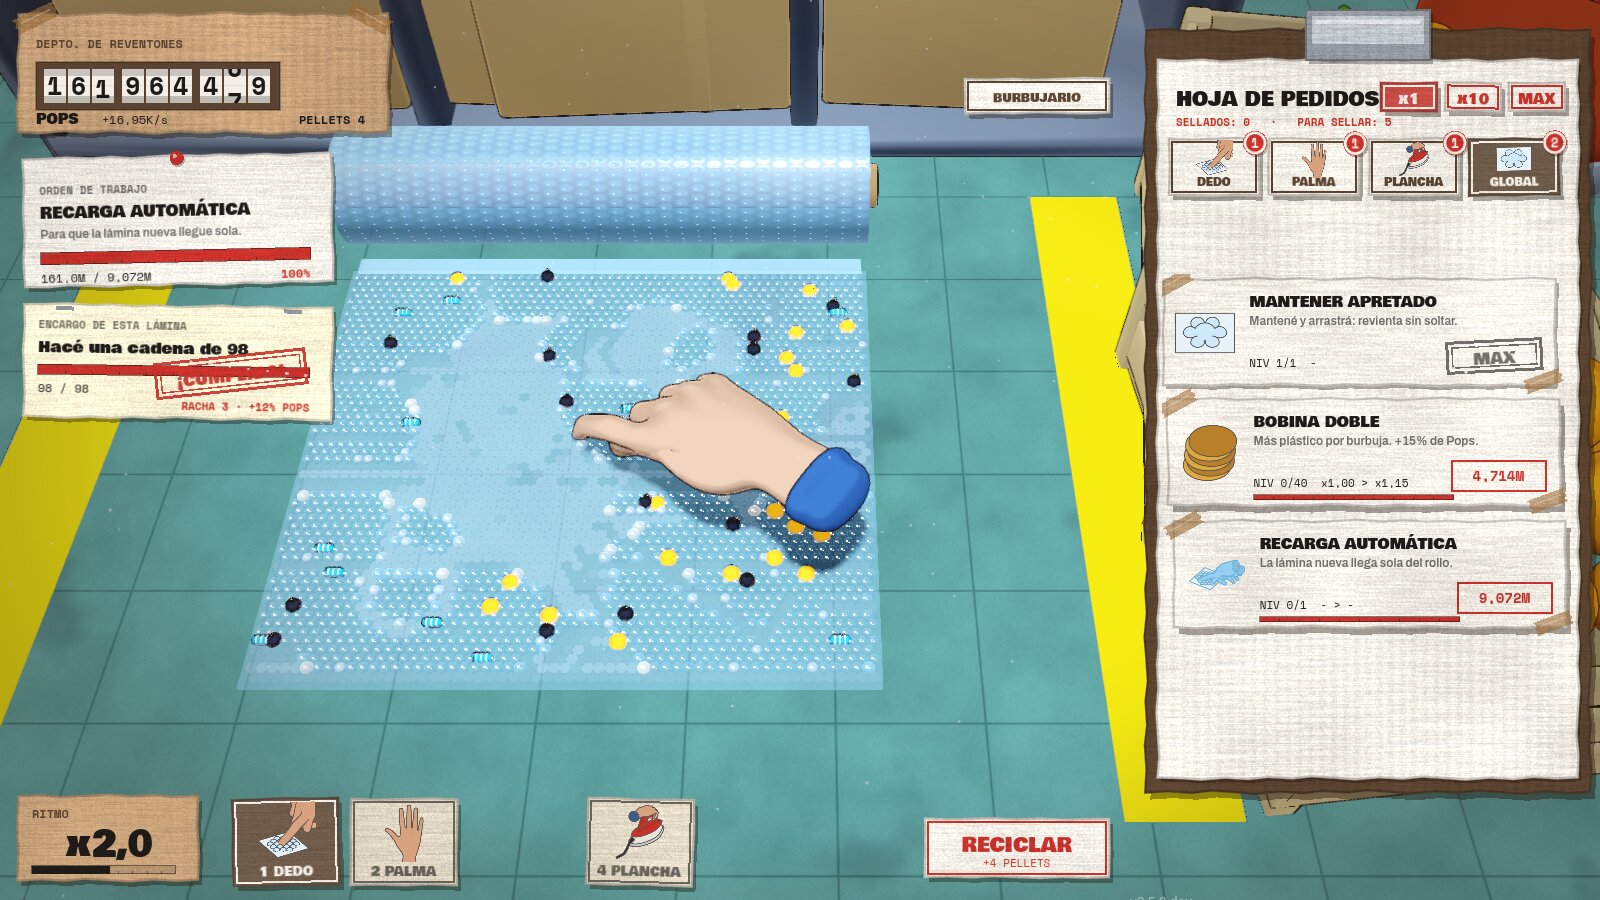 DEPTO. DE REVENTONES
POPS
+16,95K/s
PELLETS 4
ORDEN DE TRABAJO
RECARGA AUTOMÁTICA
Para que la lámina nueva llegue sola.
161.0M / 9.072M
100%
ENCARGO DE ESTA LÁMINA
Hacé una cadena de 98
98 / 98
RACHA 3 · +12% POPS
BURBUJARIO
HOJA DE PEDIDOS
x1
x10
MAX
SELLADOS: 0 · PARA SELLAR: 5
1
1
1
2
DEDO
PALMA
PLANCHA
GLOBAL
MANTENER APRETADO
Mantené y arrastrá: revienta sin soltar.
NIV 1/1 -
MAX
BOBINA DOBLE
Más plástico por burbuja. +15% de Pops.
NIV 0/40 x1.00 > x1.15
4.714M
RECARGA AUTOMÁTICA
La lámina nueva llega sola del rollo.
NIV 0/1 - > -
9.072M
RITMO
x2,0
1 DEDO
2 PALMA
4 PLANCHA
RECICLAR
+4 PELLETS